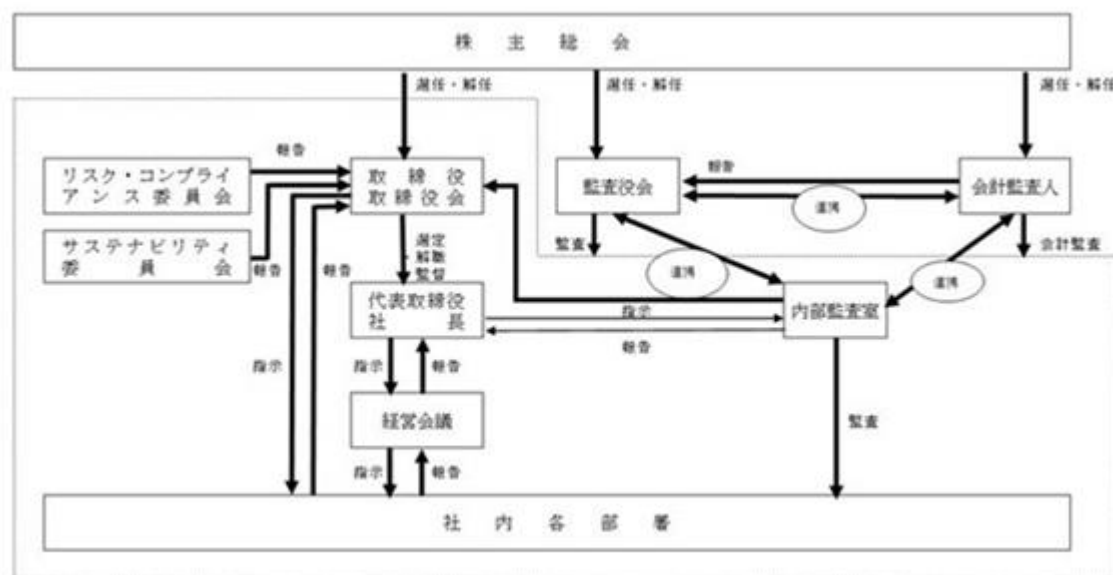 株主総会
選任・解任
選任・解任
選任・解任
リスク・コンプライ
アンス委員会
報告
取締役
取締役会
監査役会
報告
連携
会計監査人
サステナビリティ
委員会
報告
報告
選定
・解職
監督
監査
連携
会計監査
連携
代表取締役
社長
指示
報告
内部監査室
指示
指示
報告
経営会議
監査
指示
報告
社内各部署